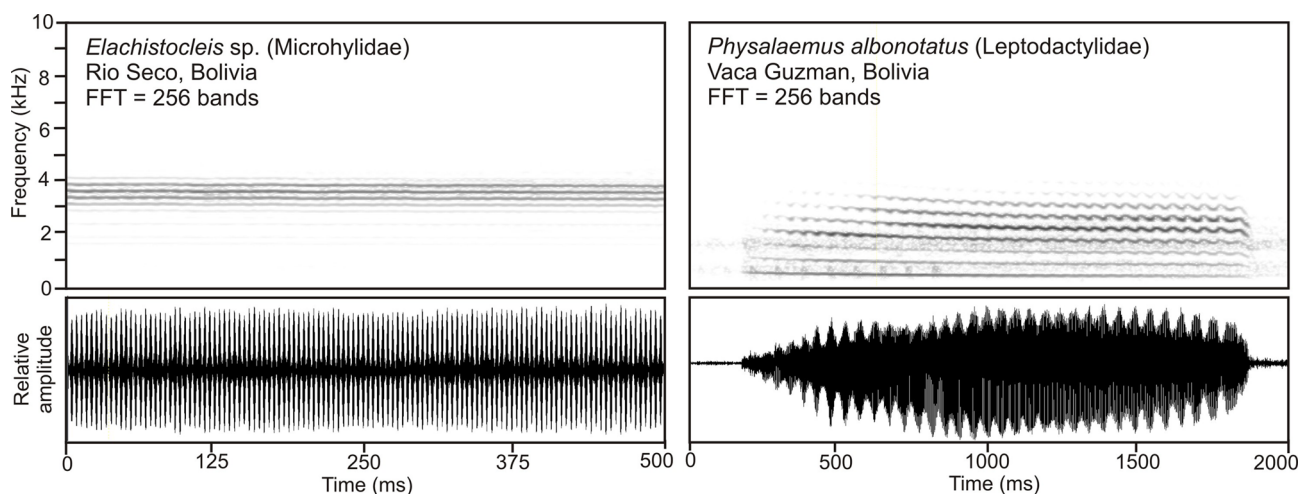 Elachistocleis sp. (Microhylidae)
Rio Seco, Bolivia
FFT = 256 bands
Frequency (kHz)
10
8
6
4
2
0
Physalaemus albonotatus (Leptodactylidae)
Vaca Guzman, Bolivia
FFT = 256 bands
Relative
amplitude
0 125 250 375 500
Time (ms)
0 500 1000 1500 2000
Time (ms)